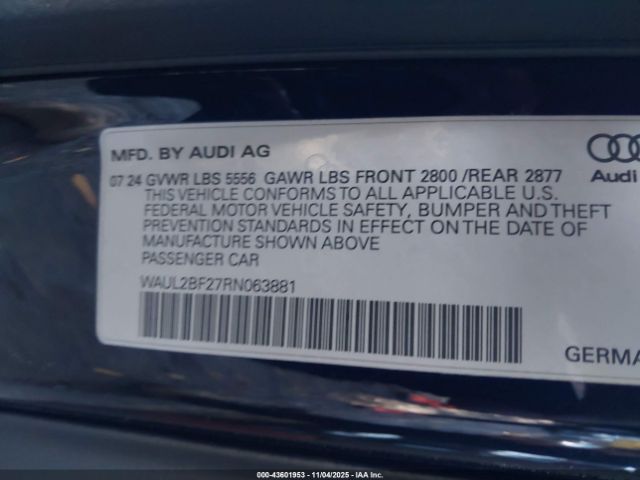 MFD. BY AUDI AG
07 24 GVWR LBS 5556 GAWR LBS FRONT 2800 /REAR 2877
THIS VEHICLE CONFORMS TO ALL APPLICABLE U.S.
FEDERAL MOTOR VEHICLE SAFETY, BUMPER AND THEFT
PREVENTION STANDARDS IN EFFECT ON THE DATE OF
MANUFACTURE SHOWN ABOVE
PASSENGER CAR
WAUL2BF27RN063881
Audi
GERMA
000-43601953 - 11/04/2025 - IAA Inc.